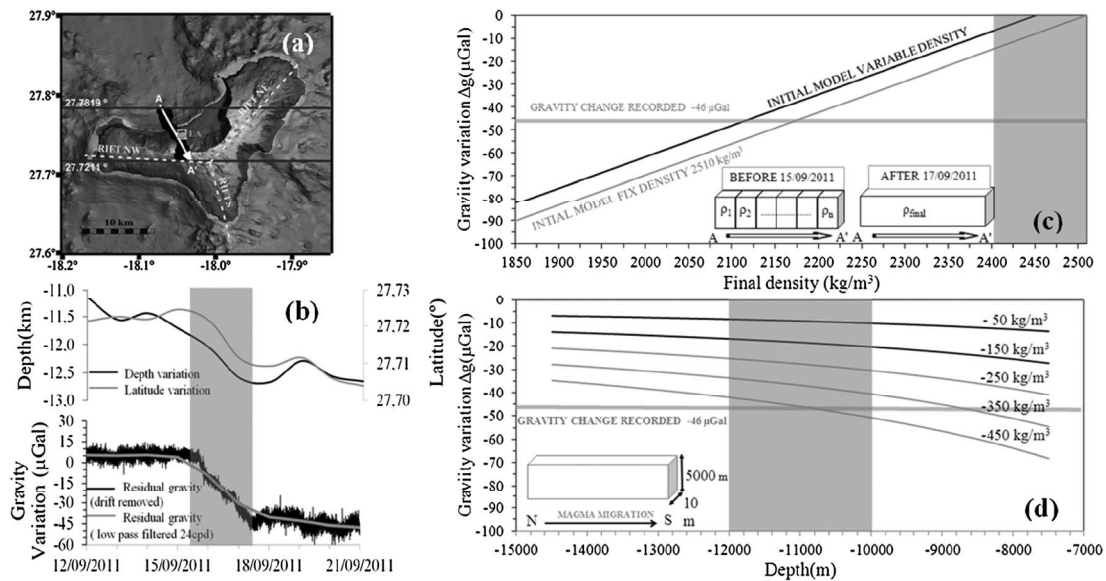 27.9°
27.8°
27.7°
27.6°
-18.2
-18.1
-18.0
-17.9
(a)
27.7819 °
27.7211 °
A
LA
A'
RIFT NE
RIFT NW
RIFT S
10 km
(b)
-11.0
-11.5
-12.0
-12.5
-13.0
Depth(km)
27.73
27.72
27.71
27.70
Latitude(°)
Depth variation
Latitude variation
30
15
0
-15
-30
-45
-60
Gravity
Variation (μGal)
Residual gravity
(drift removed)
Residual gravity
(low pass filtered 24cpd)
12/09/2011 15/09/2011 18/09/2011 21/09/2011
(c)
0
-10
-20
-30
-40
-50
-60
-70
-80
-90
-100
Graviity variation Δg(μGal)
INITIAL MODEL VARIABLE DENSITY
INTIAL MODEL FIX DENSITY 2510 kg/m³
GRAVITY CHANGE RECORDED -46 μGal
BEFORE 15/09/2011
ρ1 ρ2 ............... ρn
A A'
AFTER 17/09/2011
ρfinal
A A'
1850 1900 1950 2000 2050 2100 2150 2200 2250 2300 2350 2400 2450 2500
Final density (kg/m³)
(d)
0
-10
-20
-30
-40
-50
-60
-70
-80
-90
-100
Graviity variation Δg(μGal)
- 50 kg/m³
-150 kg/m³
-250 kg/m³
-350 kg/m³
-450 kg/m³
GRAVITY CHANGE RECORDED -46 μGal
5000 m
10
m
N MAGMA MIGRATION S
-15000 -14000 -13000 -12000 -11000 -10000 -9000 -8000 -7000
Depth(m)